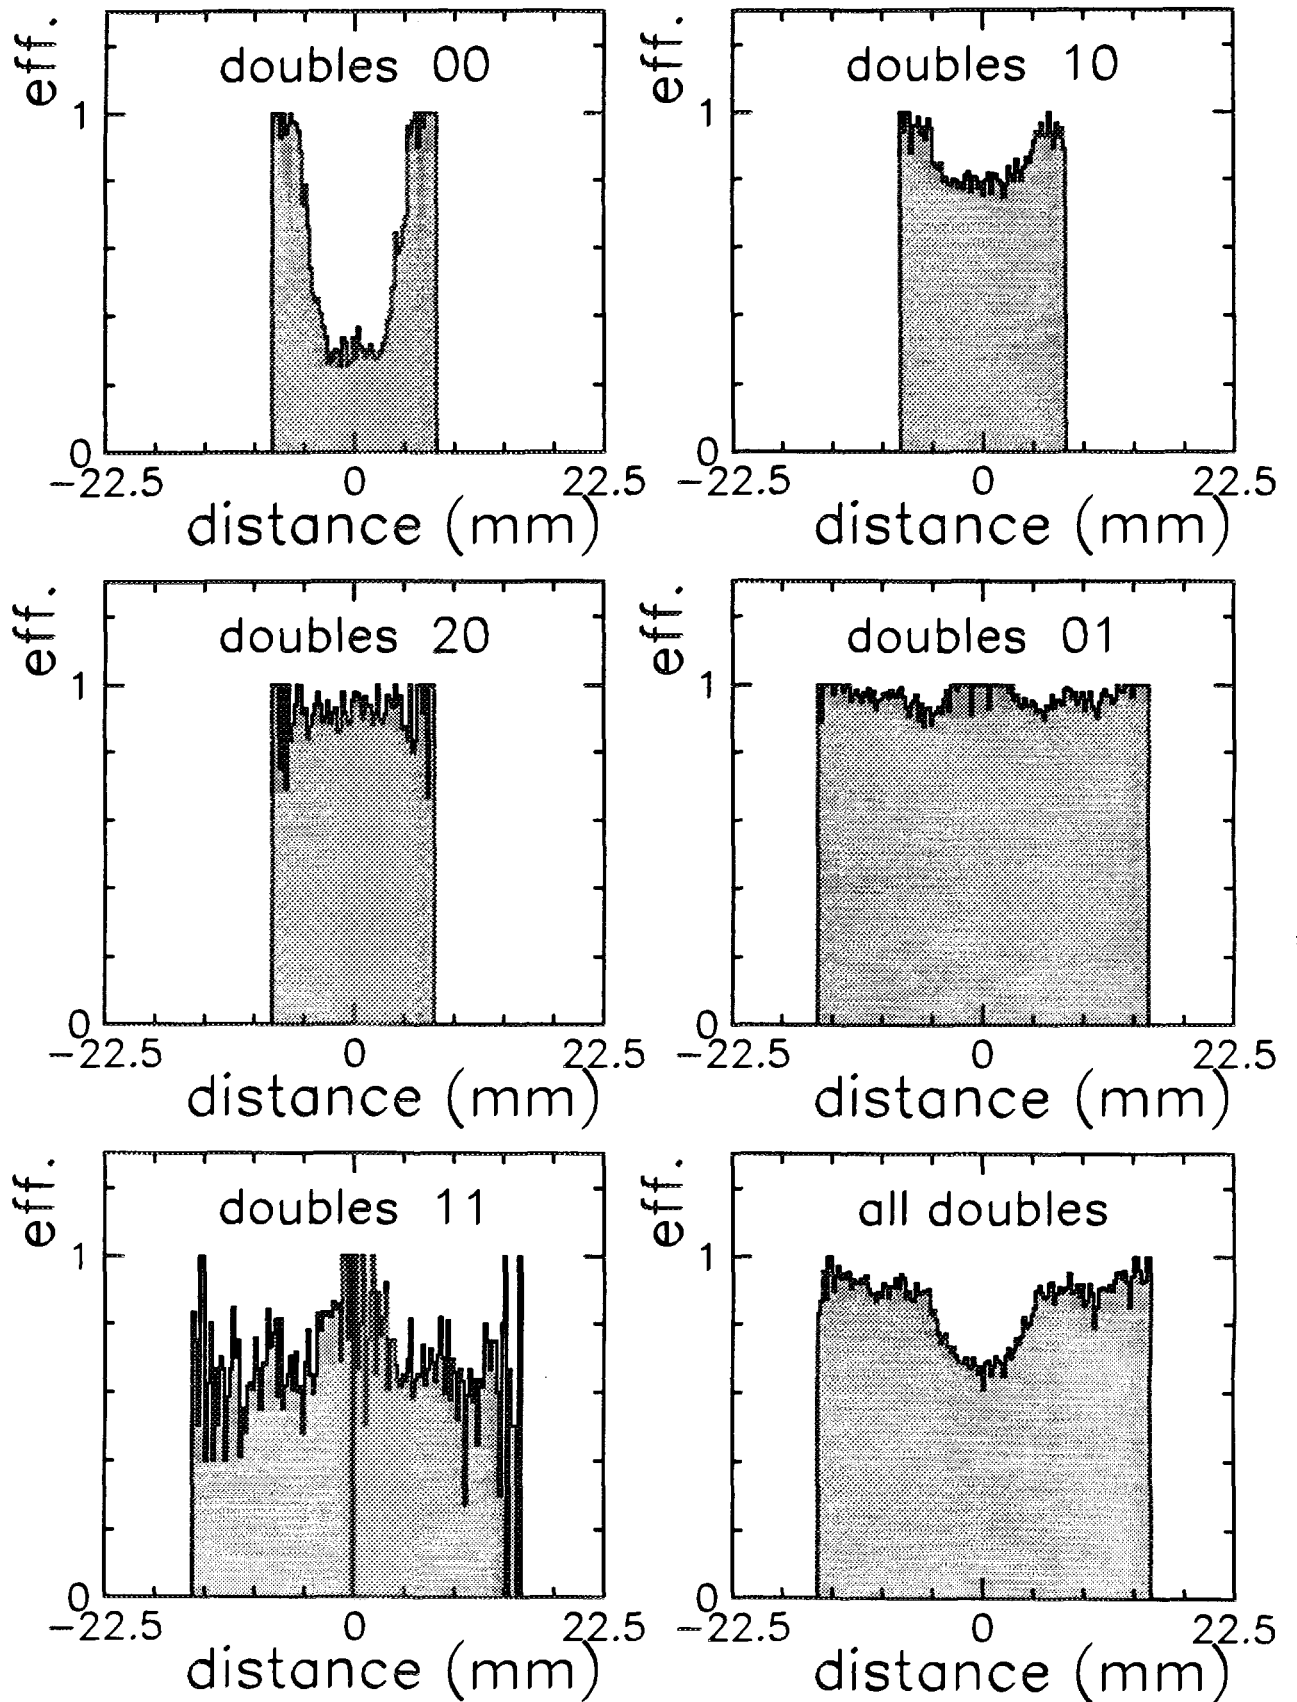 eff.
doubles 00
1
0
−22.5 0 22.5
distance (mm)
eff.
doubles 10
1
0
−22.5 0 22.5
distance (mm)
eff.
doubles 20
1
0
−22.5 0 22.5
distance (mm)
eff.
doubles 01
1
0
−22.5 0 22.5
distance (mm)
eff.
doubles 11
1
0
−22.5 0 22.5
distance (mm)
eff.
all doubles
1
0
−22.5 0 22.5
distance (mm)